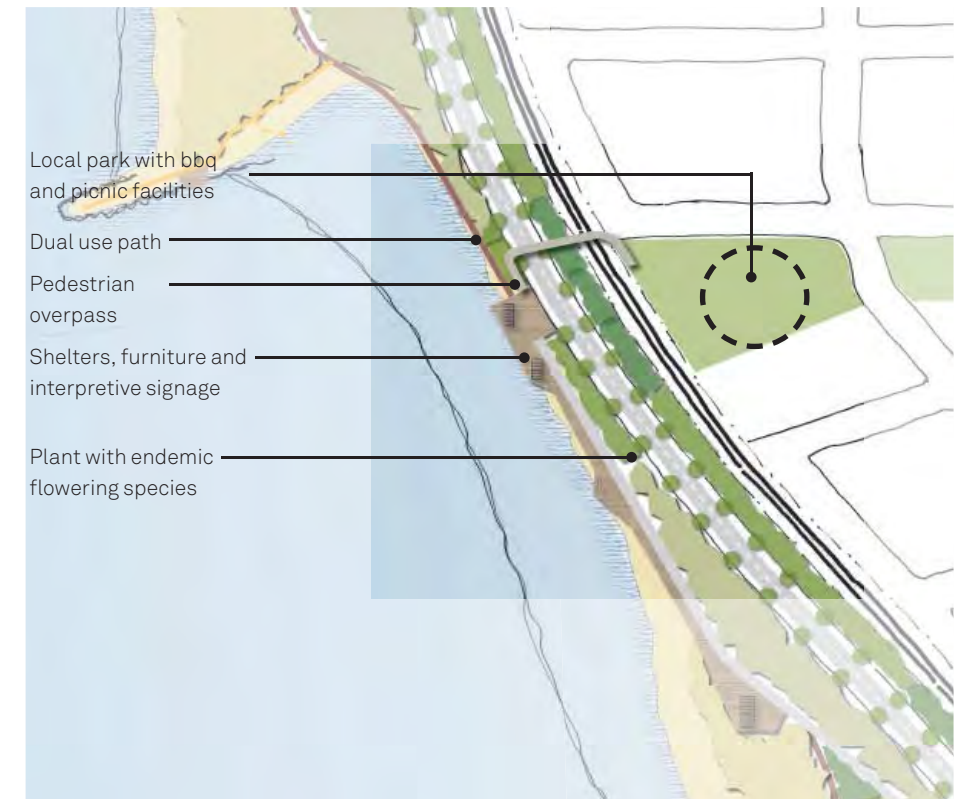 Local park with bbq
and picnic facilities
Dual use path
Pedestrian
overpass
Shelters, furniture and
interpretive signage
Plant with endemic
flowering species